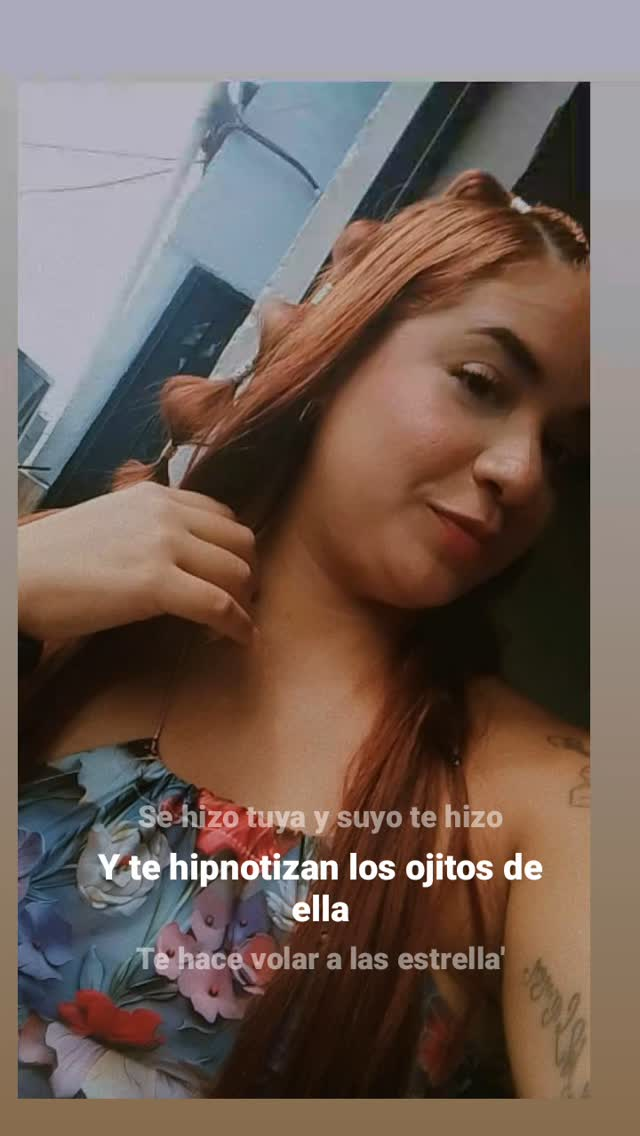 Se hizo tuya y suyo te hizo
Y te hipnotizan los ojitos de
ella
Te hace volar a las estrella'